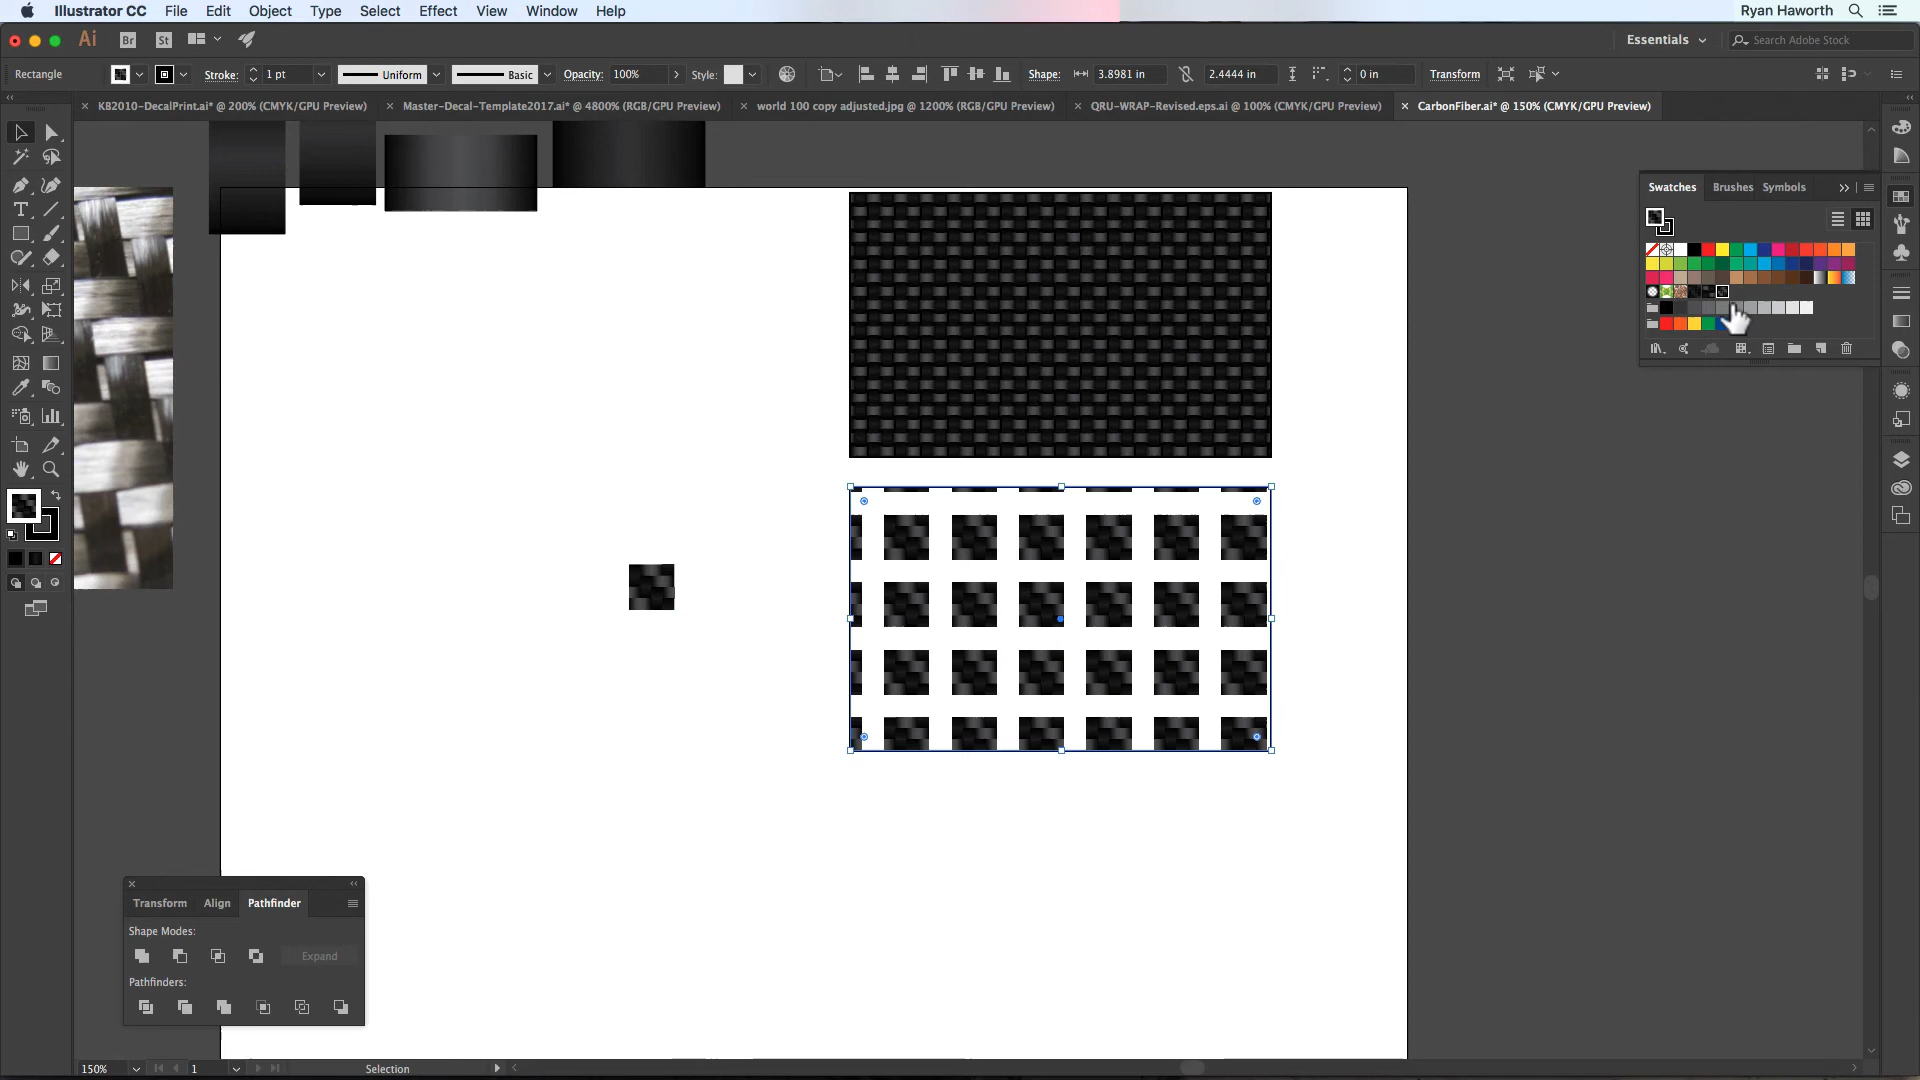 Illustrator CC File Edit Object Type Select Effect View Window Help Ryan Haworth
Ai Br St Essentials Search Adobe Stock
Rectangle Stroke: 1 pt Uniform Basic Opacity: 100% Style: Shape: 3.8981 in 2.4444 in 0 in Transform
KB2010-DecalPrint.ai* @ 200% (CMYK/GPU Preview) Master-Decal-Template2017.ai* @ 4800% (RGB/GPU Preview) world 100 copy adjusted.jpg @ 1200% (RGB/GPU Preview) QRU-WRAP-Revised.eps.ai @ 100% (CMYK/GPU Preview) CarbonFiber.ai* @ 150% (CMYK/GPU Preview)
Swatches Brushes Symbols
Transform Align Pathfinder
Shape Modes:
Expand
Pathfinders:
150% 1 Selection